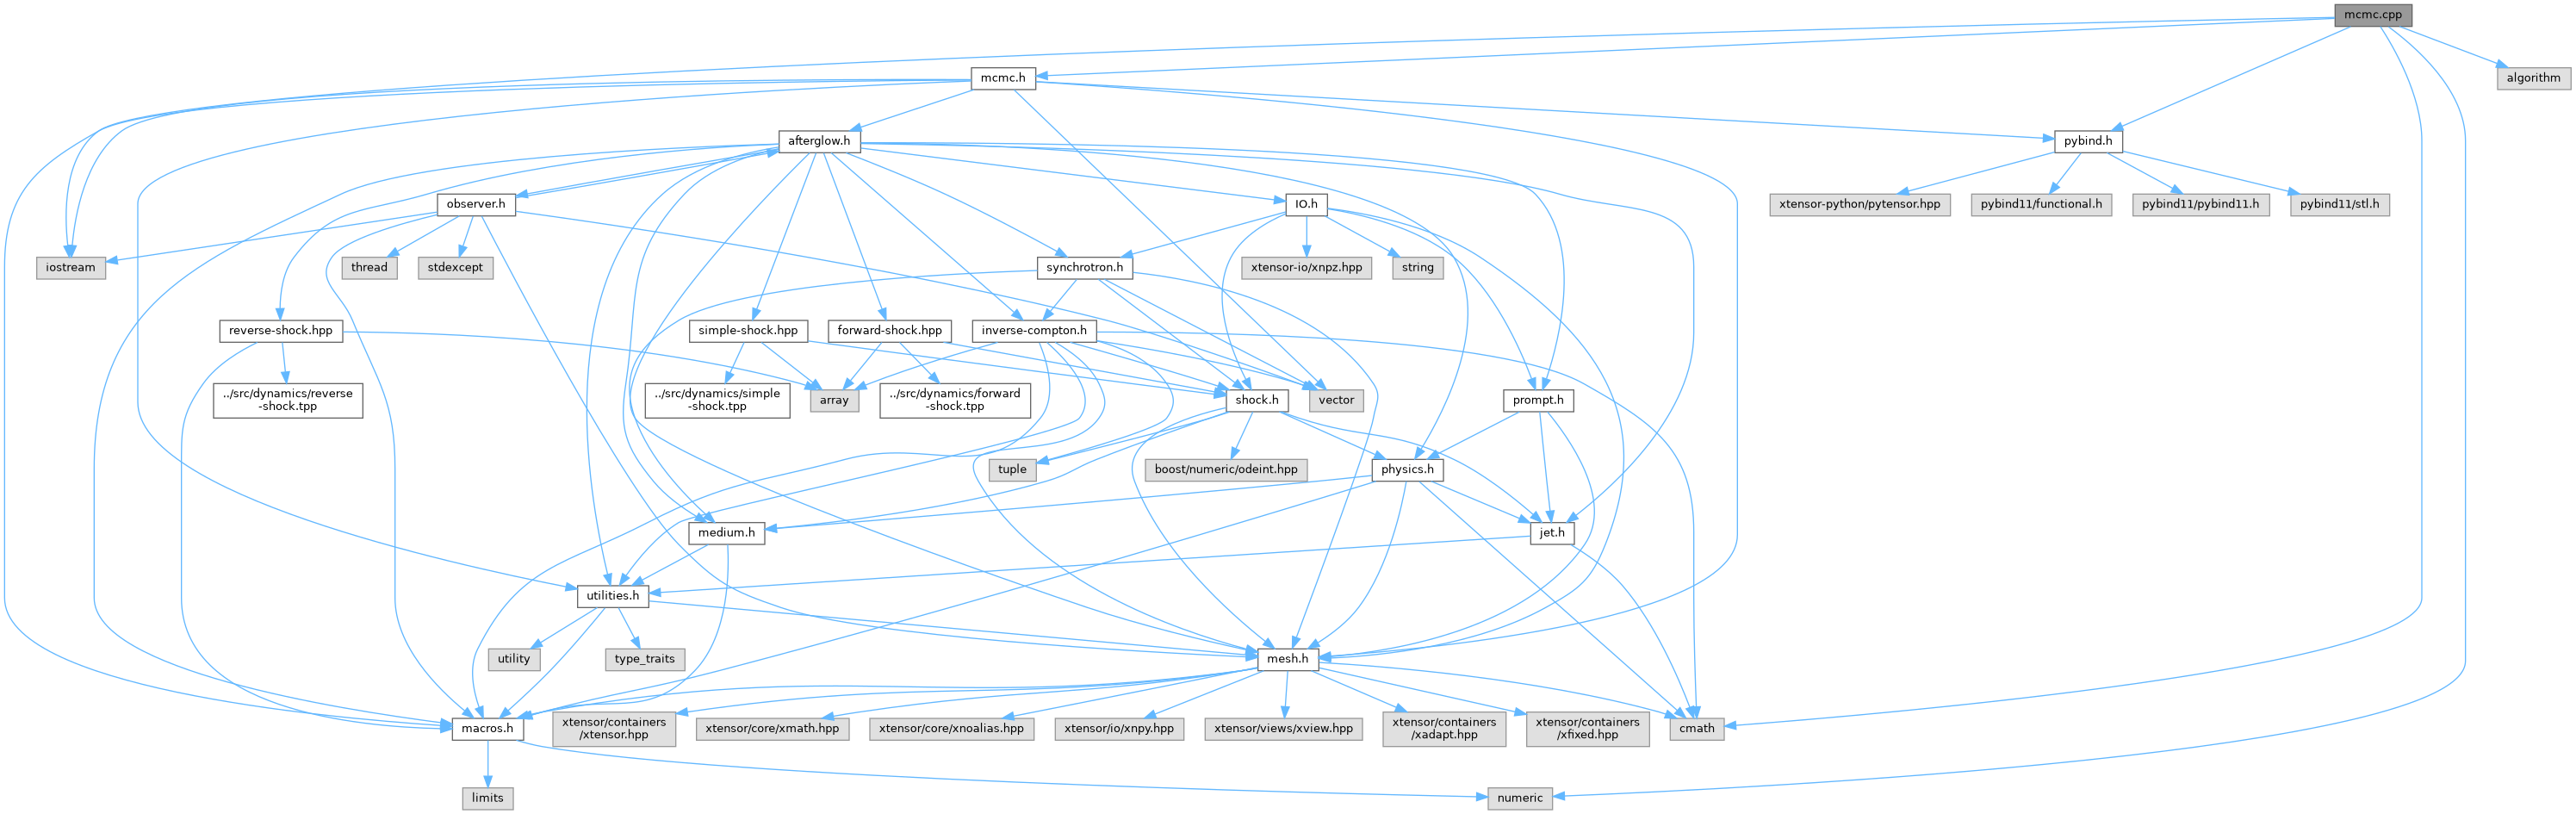 mcmc.cpp
mcmc.h
algorithm
afterglow.h
pybind.h
observer.h
IO.h
xtensor-python/pytensor.hpp
pybind11/functional.h
pybind11/pybind11.h
pybind11/stl.h
iostream
thread
stdexcept
synchrotron.h
xtensor-io/xnpz.hpp
string
reverse-shock.hpp
simple-shock.hpp
forward-shock.hpp
inverse-compton.h
../src/dynamics/reverse
-shock.tpp
../src/dynamics/simple
-shock.tpp
array
../src/dynamics/forward
-shock.tpp
shock.h
vector
prompt.h
tuple
boost/numeric/odeint.hpp
physics.h
medium.h
jet.h
utilities.h
utility
type_traits
mesh.h
macros.h
xtensor/containers
/xtensor.hpp
xtensor/core/xmath.hpp
xtensor/core/xnoalias.hpp
xtensor/io/xnpy.hpp
xtensor/views/xview.hpp
xtensor/containers
/xadapt.hpp
xtensor/containers
/xfixed.hpp
cmath
limits
numeric